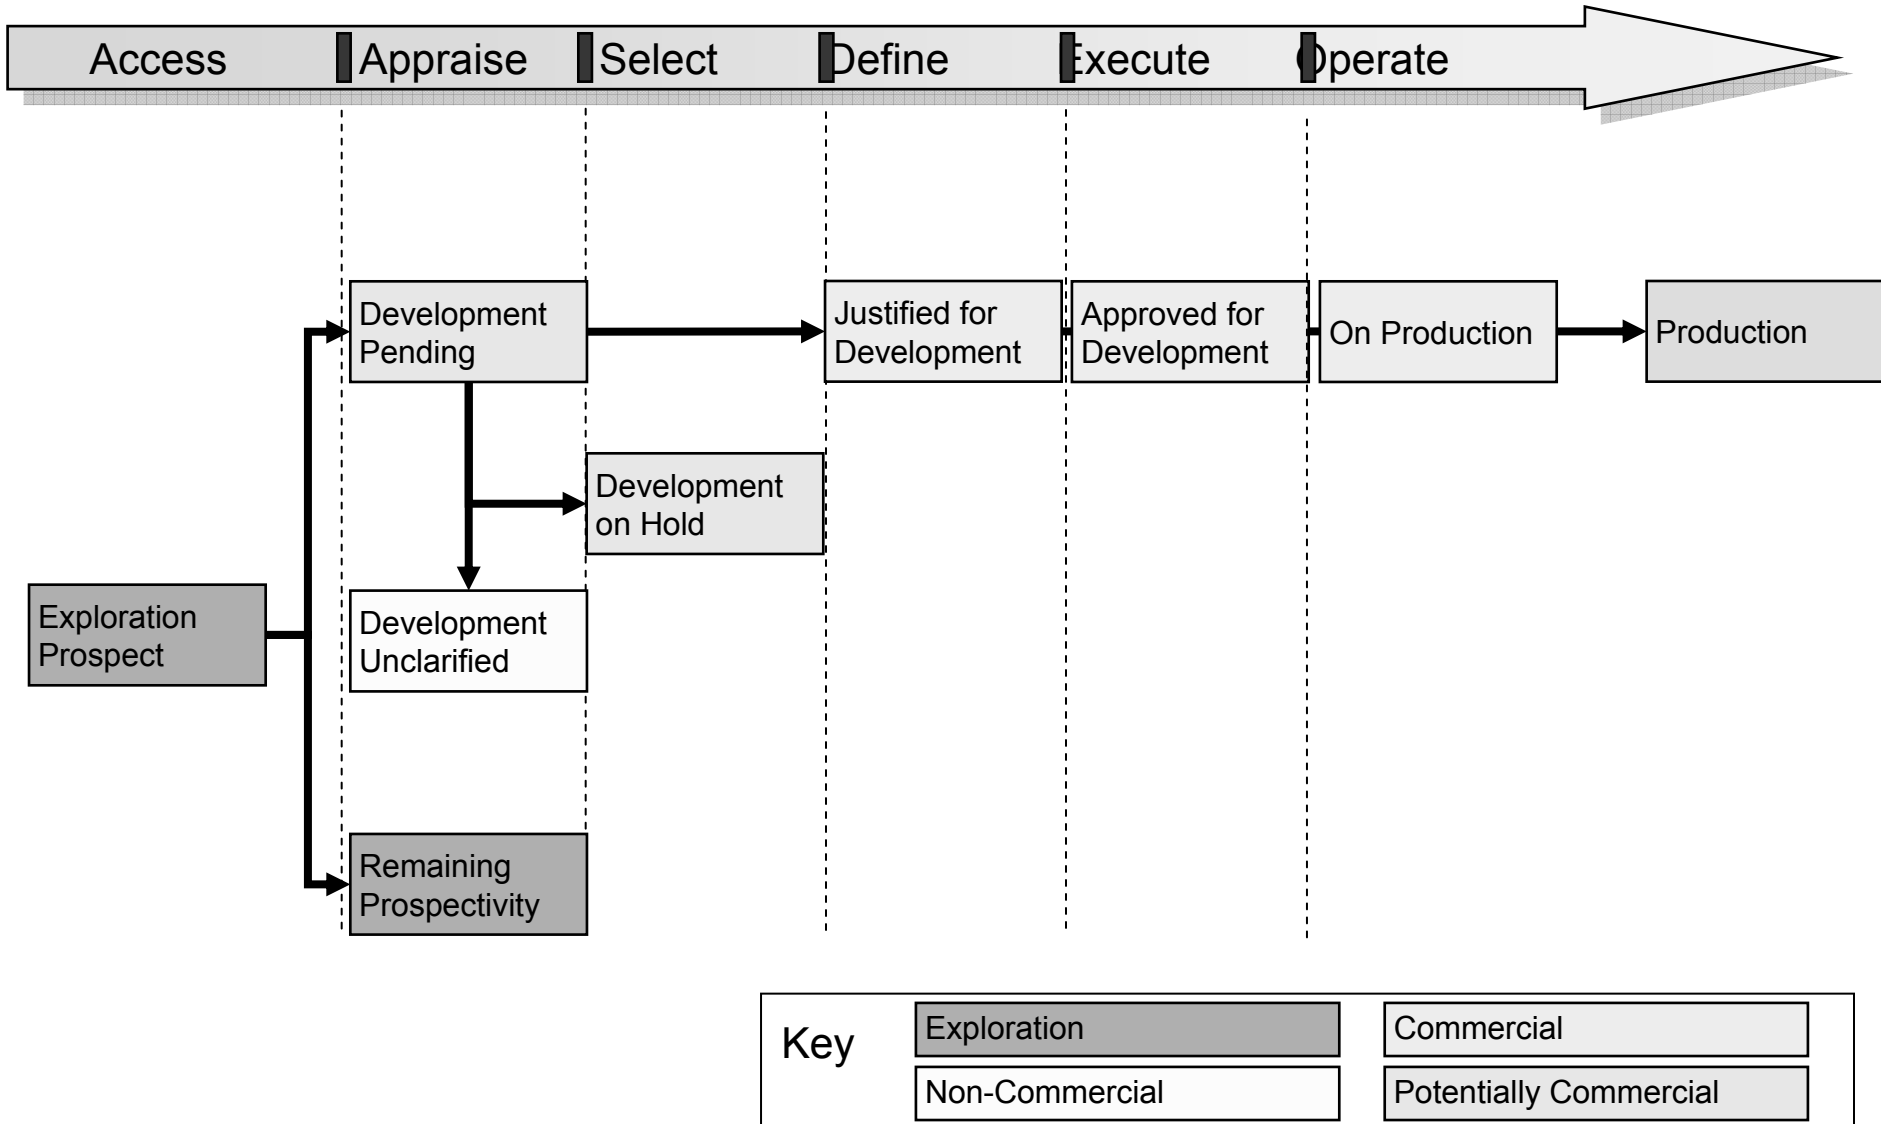 Access
Appraise
Select
Define
Execute
Operate
Development
Pending
Justified for
Development
Approved for
Development
On Production
Production
Development
on Hold
Exploration
Prospect
Development
Unclarified
Remaining
Prospectivity
Key
Exploration
Commercial
Non-Commercial
Potentially Commercial